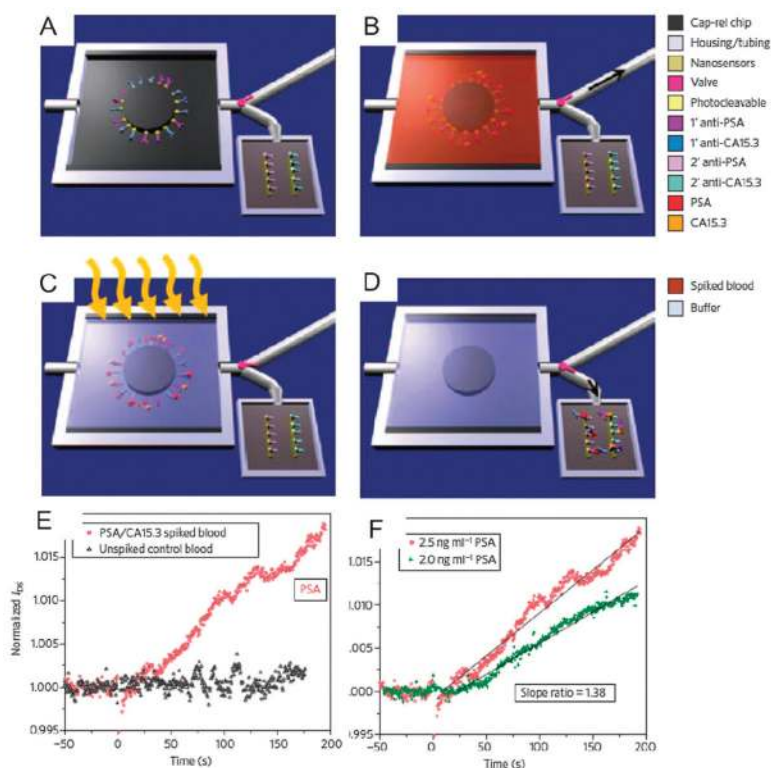 A
B
Cap-rel chip
Housing/tubing
Nanosensors
Valve
Photocleavable
1' anti-PSA
1' anti-CA15.3
2' anti-PSA
2' anti-CA15.3
PSA
CA15.3
C
D
Spiked blood
Buffer
E
PSA/CA15.3 spiked blood
Unspiked control blood
PSA
Normalized IDS
1.015
1.010
1.005
1.000
0.995
-50 0 50 100 150 200
Time (s)
F
2.5 ng ml⁻¹ PSA
2.0 ng ml⁻¹ PSA
Slope ratio = 1.38
1.015
1.010
1.005
1.000
0.995
-50 0 50 100 150 200
Time (s)